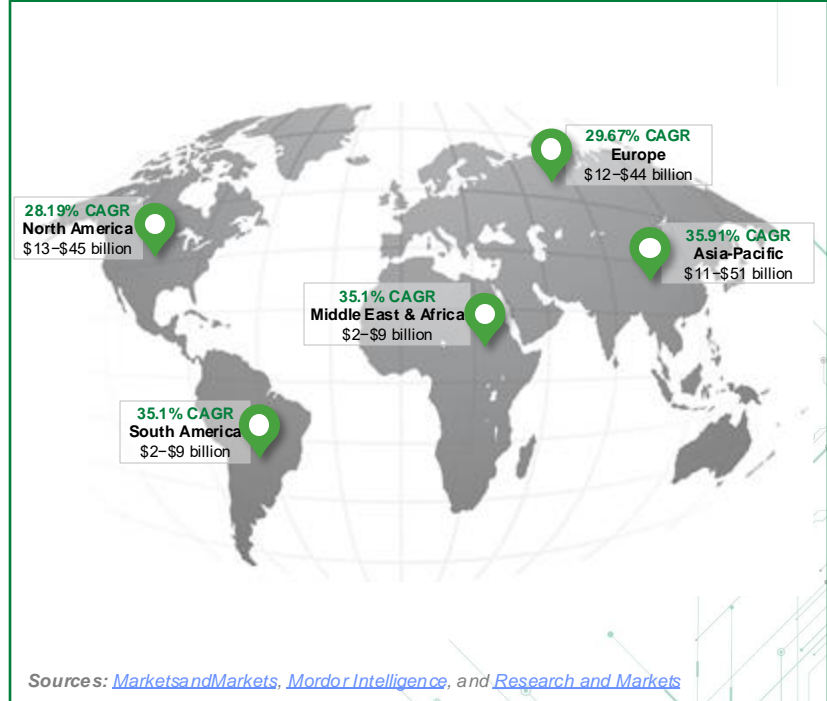 29.67% CAGR
Europe
$12–$44 billion
28.19% CAGR
North America
$13–$45 billion
35.91% CAGR
Asia-Pacific
$11–$51 billion
35.1% CAGR
Middle East & Africa
$2–$9 billion
35.1% CAGR
South America
$2–$9 billion
Sources: MarketsandMarkets, Mordor Intelligence, and Research and Markets